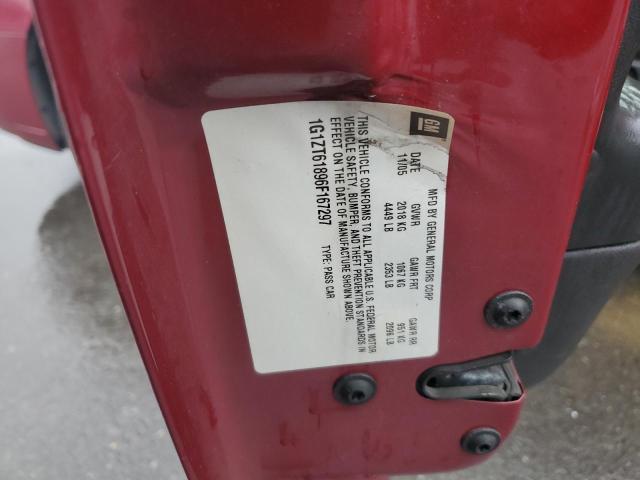 GM
MFD BY GENERAL MOTORS CORP
DATE GVWR GAWR FRT GAWR RR
11/05 2018 KG 1067 KG 951 KG
4449 LB 2353 LB 2096 LB
THIS VEHICLE CONFORMS TO ALL APPLICABLE U.S. FEDERAL MOTOR
VEHICLE SAFETY, BUMPER, AND THEFT PREVENTION STANDARDS IN
EFFECT ON THE DATE OF MANUFACTURE SHOWN ABOVE.
1G1ZT61896F167297 TYPE: PASS CAR